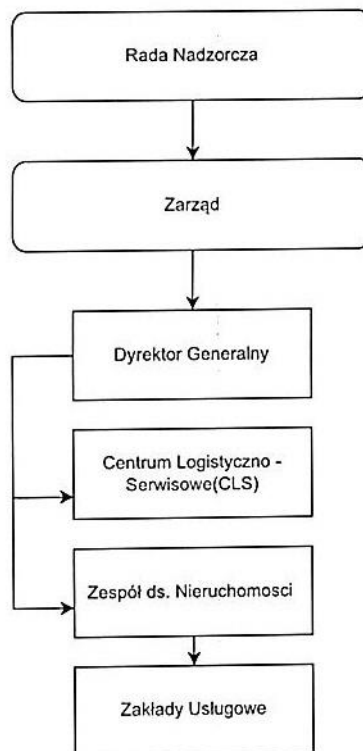 Rada Nadzorcza
Zarząd
Dyrektor Generalny
Centrum Logistyczno -
Serwisowe(CLS)
Zespół ds. Nieruchomosci
Zakłady Usługowe